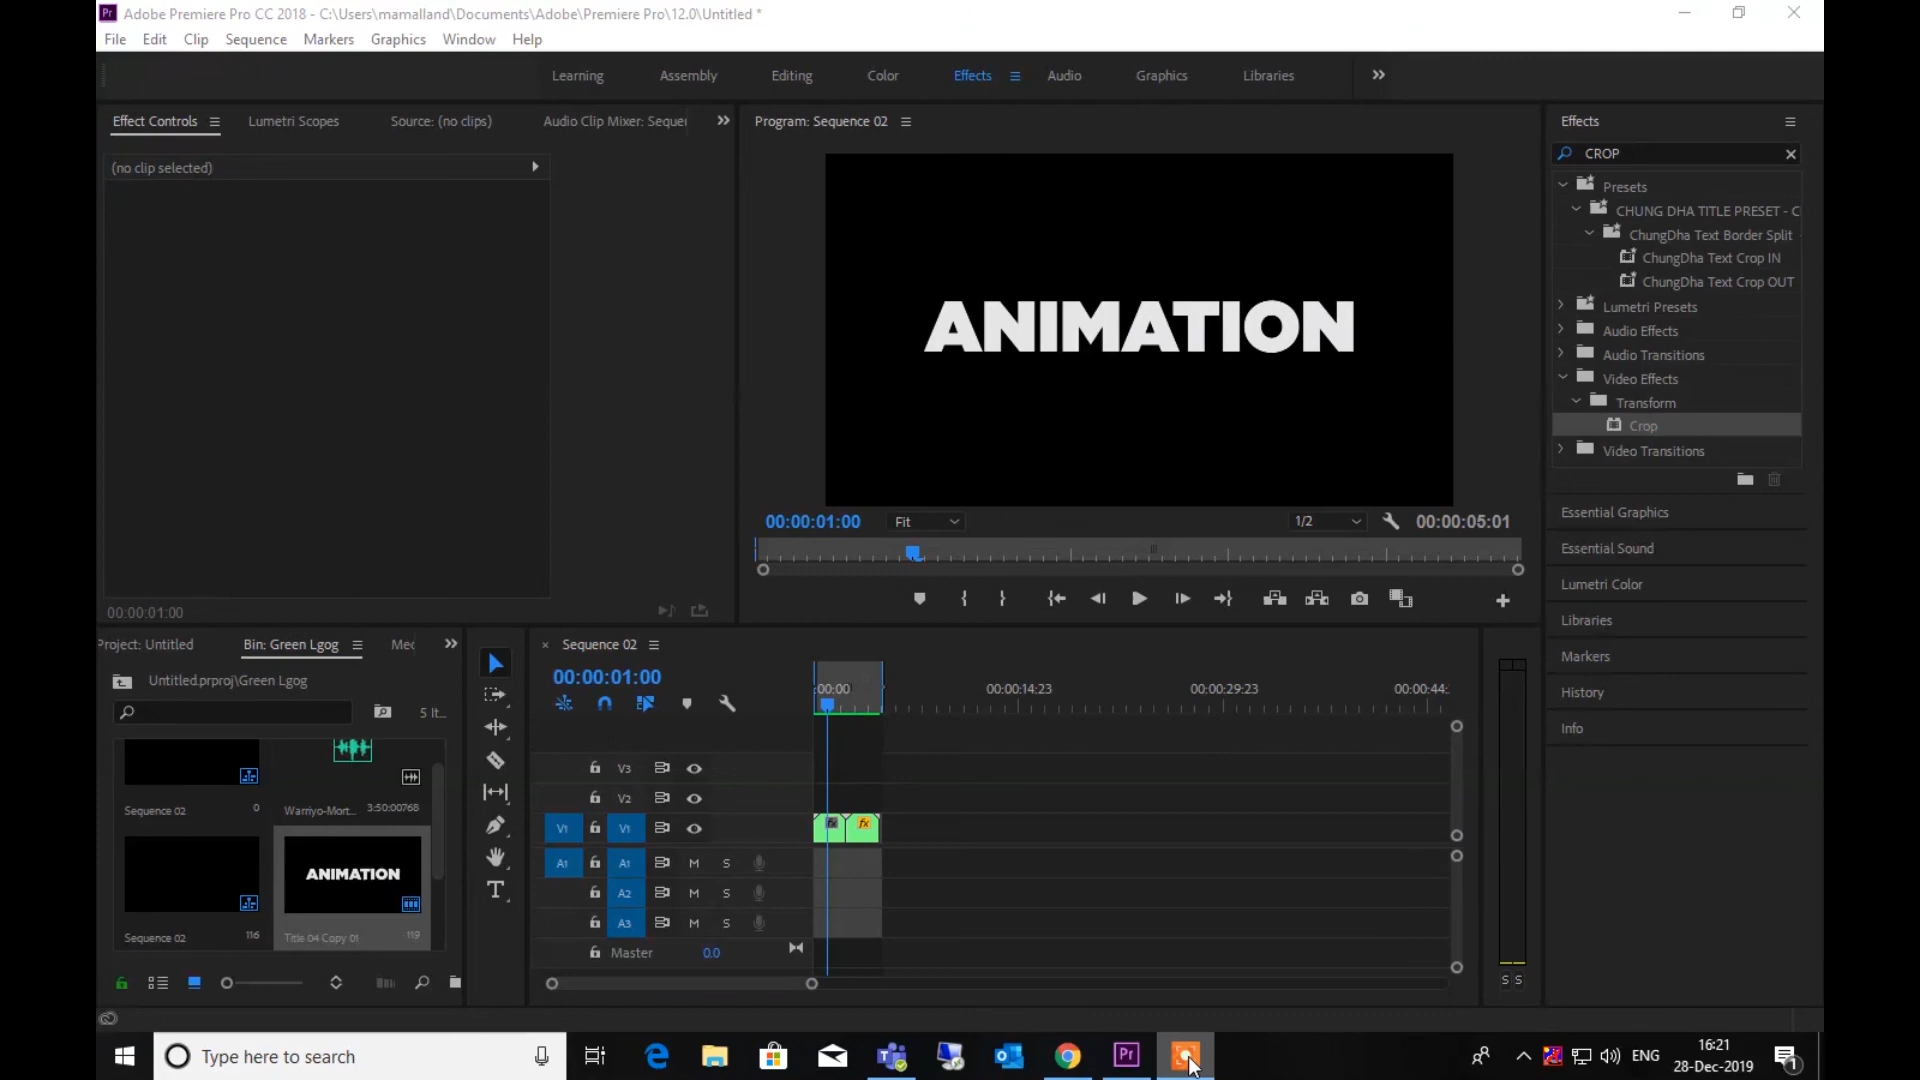 Adobe Premiere Pro CC 2018 - C:\Users\mamalland\Documents\Adobe\Premiere Pro\12.0\Untitled *
File Edit Clip Sequence Markers Graphics Window Help
Learning Assembly Editing Color Effects Audio Graphics Libraries
Effect Controls Lumetri Scopes Source: (no clips) Audio Clip Mixer: Sequen
Program: Sequence 02
Effects
(no clip selected)
CROP
Presets
CHUNG DHA TITLE PRESET - C
ChungDha Text Border Split
ChungDha Text Crop IN
ChungDha Text Crop OUT
Lumetri Presets
Audio Effects
Audio Transitions
Video Effects
Transform
Crop
Video Transitions
ANIMATION
00:00:01:00 Fit 1/2 00:00:05:01
Essential Graphics
Essential Sound
Lumetri Color
Libraries
Markers
History
Info
00:00:01:00
Project: Untitled Bin: Green Lgog Med
Untitled.prproj\Green Lgog
5 It...
Sequence 02 0
Warriyo-Mort... 3:50:00768
ANIMATION
Sequence 02 116
Title 04 Copy 01 119
Sequence 02
00:00:01:00
:00:00 00:00:14:23 00:00:29:23 00:00:44:
V3
V2
V1 V1 fx fx
A1 A1 M S
A2 M S
A3 M S
Master 0.0
S S
Type here to search
Pr
ENG
16:21
28-Dec-2019
1